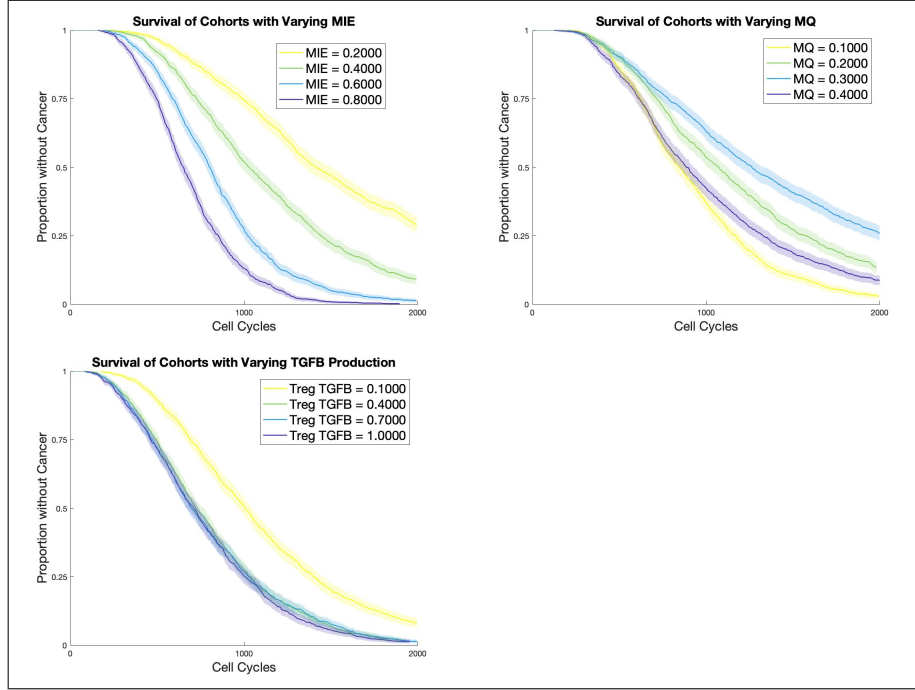 Survival of Cohorts with Varying MIE
1
0.75
0.5
0.25
0
Proportion without Cancer
MIE = 0.2000
MIE = 0.4000
MIE = 0.6000
MIE = 0.8000
0
1000
2000
Cell Cycles
Survival of Cohorts with Varying MQ
1
0.75
0.5
0.25
0
Proportion without Cancer
MQ = 0.1000
MQ = 0.2000
MQ = 0.3000
MQ = 0.4000
0
1000
2000
Cell Cycles
Survival of Cohorts with Varying TGFB Production
1
0.75
0.5
0.25
0
Proportion without Cancer
Treg TGFB = 0.1000
Treg TGFB = 0.4000
Treg TGFB = 0.7000
Treg TGFB = 1.0000
0
1000
2000
Cell Cycles